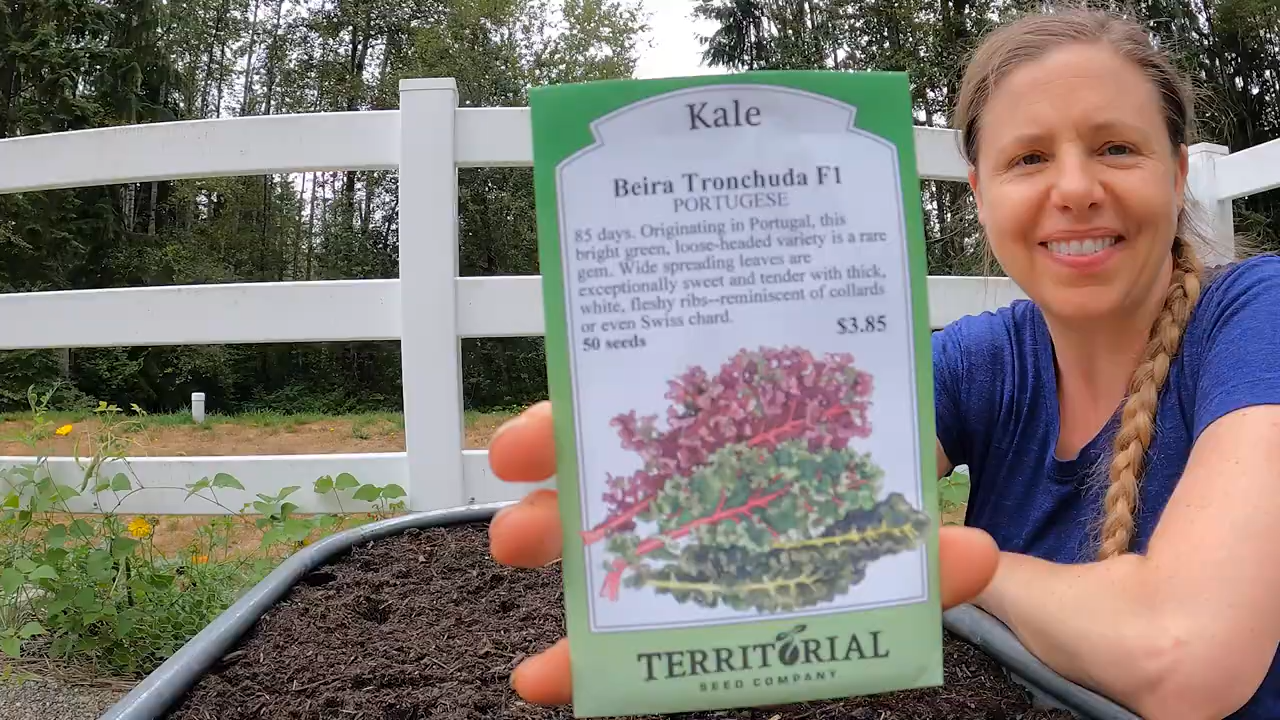 Kale
Beira Tronchuda F1
PORTUGESE
85 days. Originating in Portugal, this
bright green, loose-headed variety is a rare
gem. Wide spreading leaves are
exceptionally sweet and tender with thick,
white, fleshy ribs--reminiscent of collards
or even Swiss chard.
$3.85
50 seeds
TERRITORIAL
SEED COMPANY